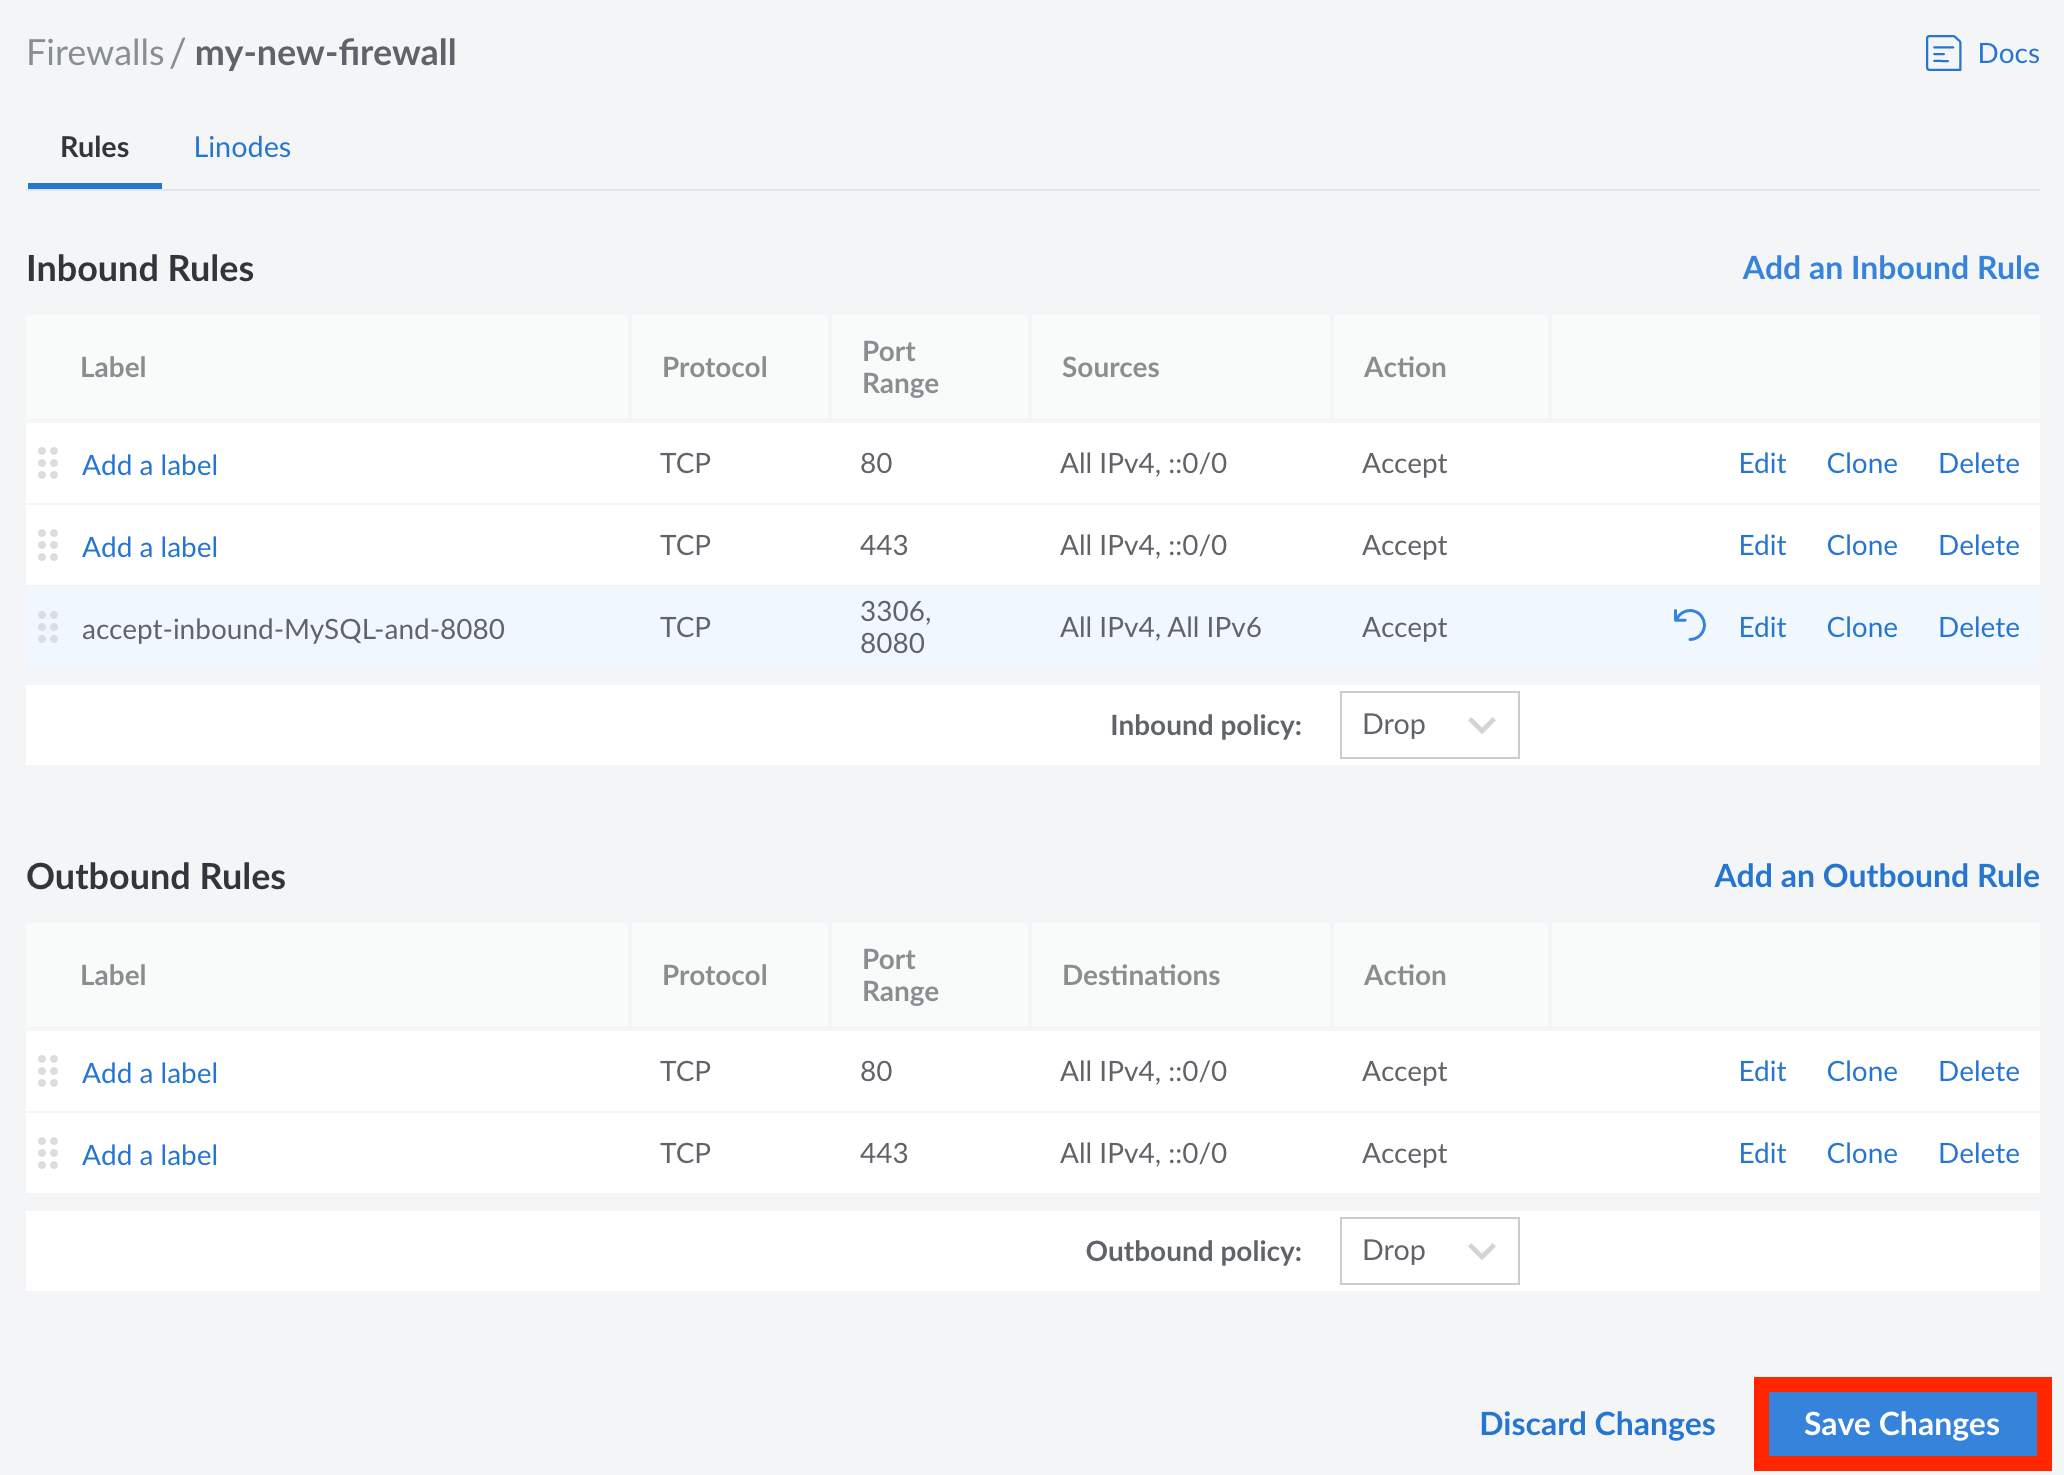 Firewalls / my-new-firewall
Docs
Rules Linodes
Inbound Rules Add an Inbound Rule
Label Protocol Port Range Sources Action
Add a label TCP 80 All IPv4, ::0/0 Accept Edit Clone Delete
Add a label TCP 443 All IPv4, ::0/0 Accept Edit Clone Delete
accept-inbound-MySQL-and-8080 TCP 3306, 8080 All IPv4, All IPv6 Accept Edit Clone Delete
Inbound policy: Drop
Outbound Rules Add an Outbound Rule
Label Protocol Port Range Destinations Action
Add a label TCP 80 All IPv4, ::0/0 Accept Edit Clone Delete
Add a label TCP 443 All IPv4, ::0/0 Accept Edit Clone Delete
Outbound policy: Drop
Discard Changes Save Changes